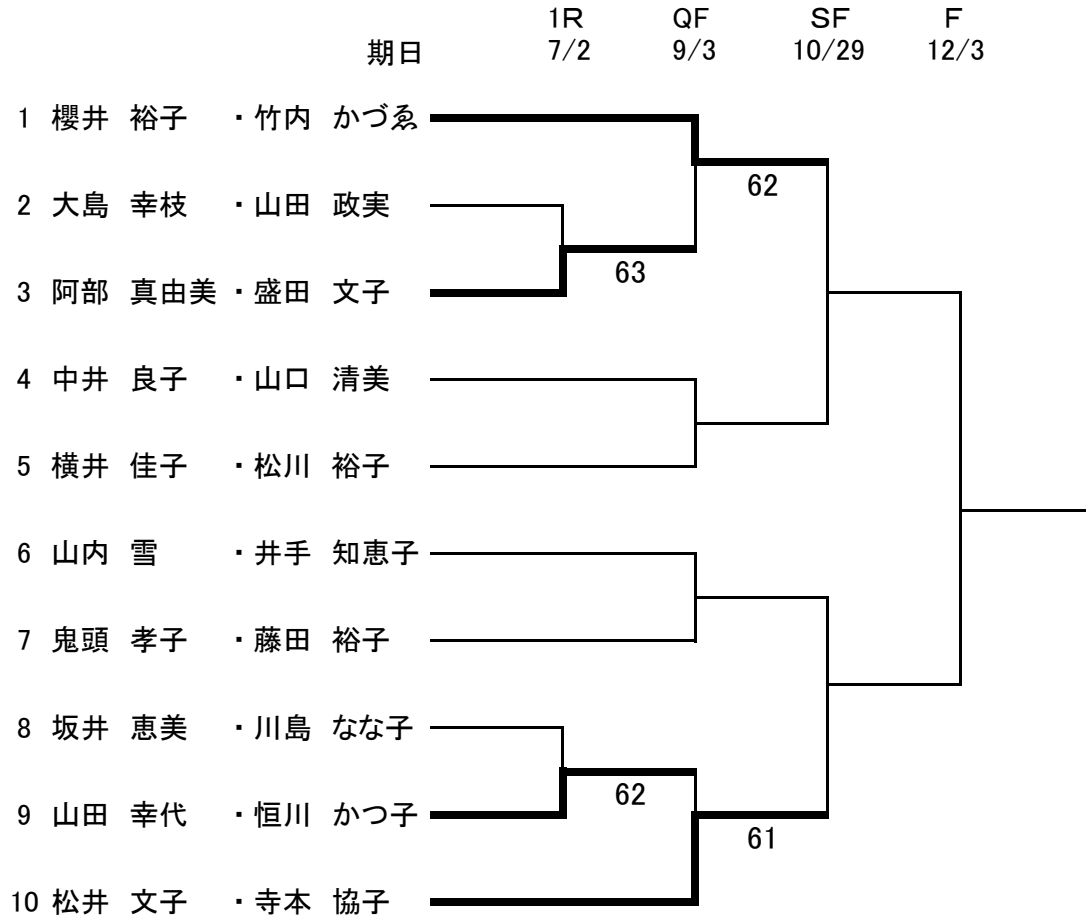 1R QF SF F
期日 7/2 9/3 10/29 12/3
1 櫻井 裕子 ・竹内 かづゑ
62
2 大島 幸枝 ・山田 政実
63
3 阿部 真由美 ・盛田 文子
4 中井 良子 ・山口 清美
5 横井 佳子 ・松川 裕子
6 山内 雪 ・井手 知恵子
7 鬼頭 孝子 ・藤田 裕子
8 坂井 恵美 ・川島 なな子
62
9 山田 幸代 ・恒川 かつ子
61
10 松井 文子 ・寺本 協子